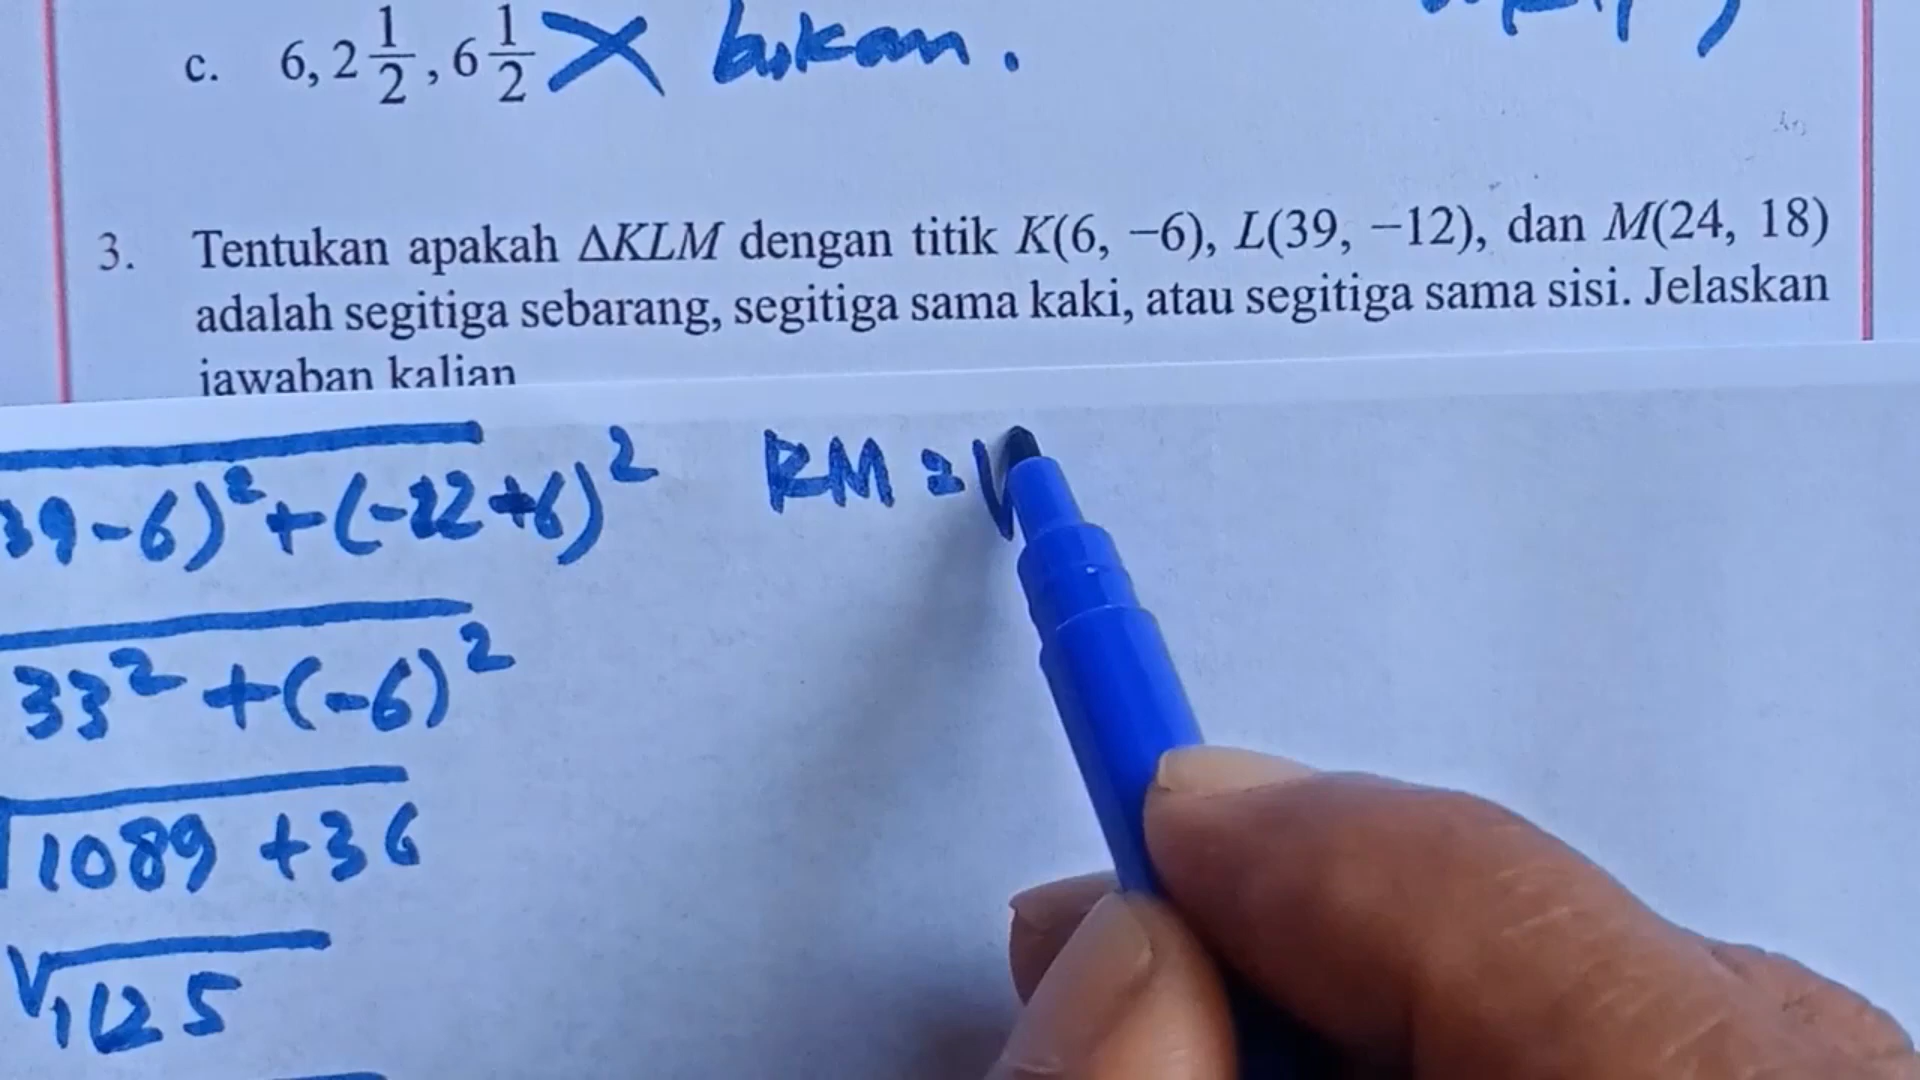 c. 6, 2 1/2, 6 1/2 X bukan.
3. Tentukan apakah ΔKLM dengan titik K(6, −6), L(39, −12), dan M(24, 18)
adalah segitiga sebarang, segitiga sama kaki, atau segitiga sama sisi. Jelaskan
jawaban kalian
39-6)²+(-12+6)²
KM =√
33² +(-6)²
√1089 +36
√1125